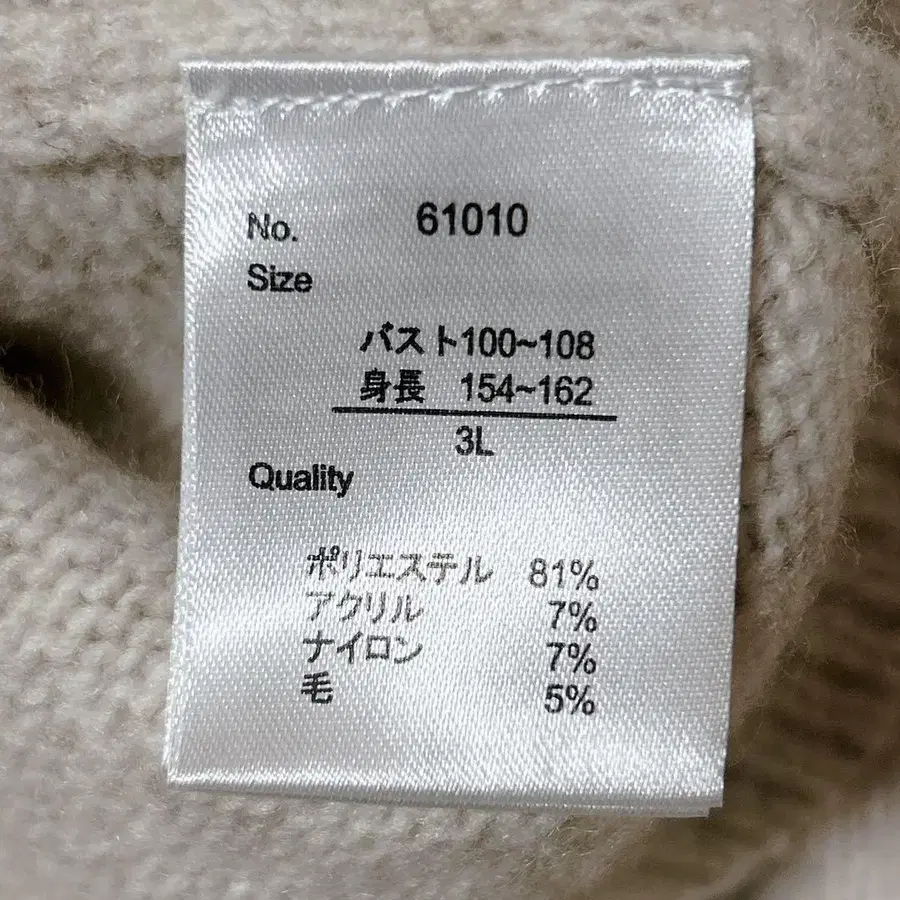 No. 61010
Size
バスト100~108
身長 154~162
3L
Quality
ポリエステル 81%
アクリル 7%
ナイロン 7%
毛 5%